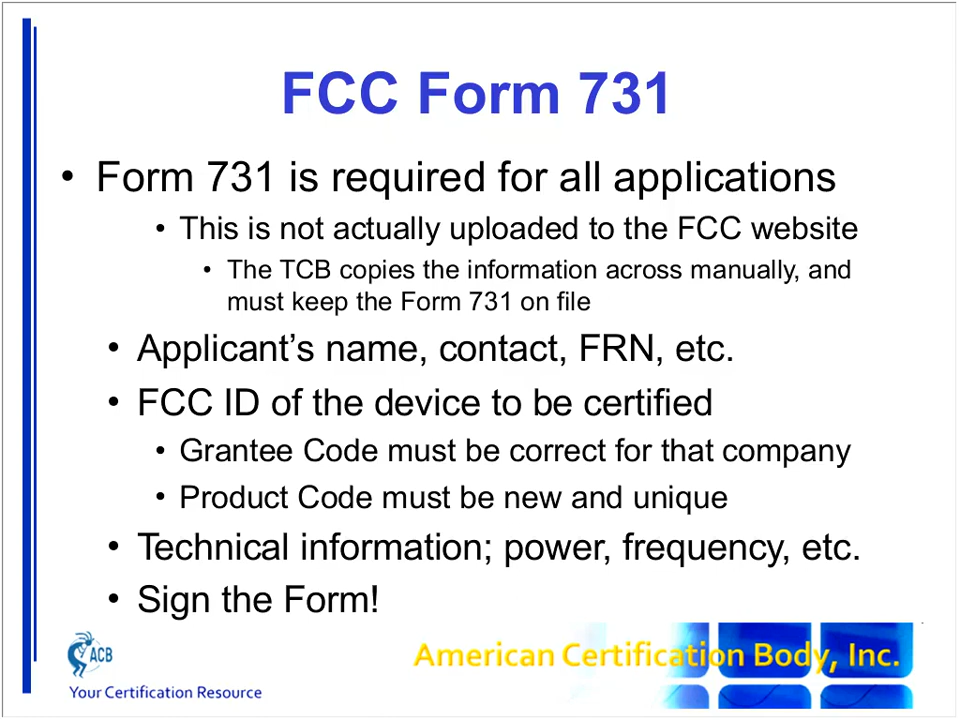 FCC Form 731
• Form 731 is required for all applications
• This is not actually uploaded to the FCC website
• The TCB copies the information across manually, and
must keep the Form 731 on file
• Applicant’s name, contact, FRN, etc.
• FCC ID of the device to be certified
• Grantee Code must be correct for that company
• Product Code must be new and unique
• Technical information; power, frequency, etc.
• Sign the Form!
ACB
American Certification Body, Inc.
Your Certification Resource